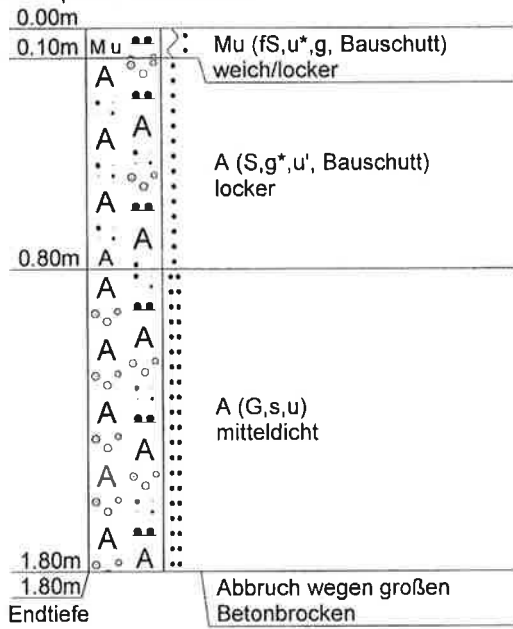 0.00m
0.10m Mu Mu (fS,u*,g, Bauschutt)
weich/locker
A
A
A
A (S,g*,u', Bauschutt)
locker
A
A
0.80m A
A
A
A
A
A (G,s,u)
mitteldicht
A
A
A
1.80m A
1.80m Abbruch wegen großen
Endtiefe Betonbrocken